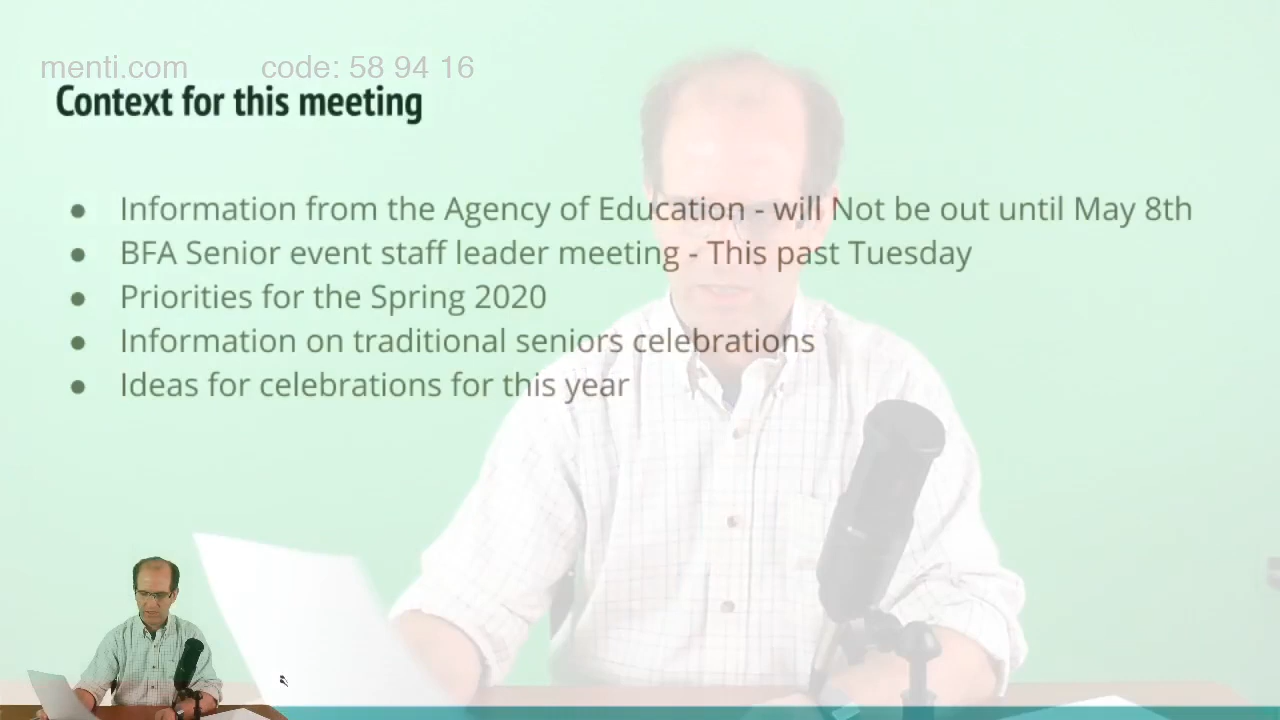 menti.com code: 58 94 16
Context for this meeting
● Information from the Agency of Education - will Not be out until May 8th
● BFA Senior event staff leader meeting - This past Tuesday
● Priorities for the Spring 2020
● Information on traditional seniors celebrations
● Ideas for celebrations for this year